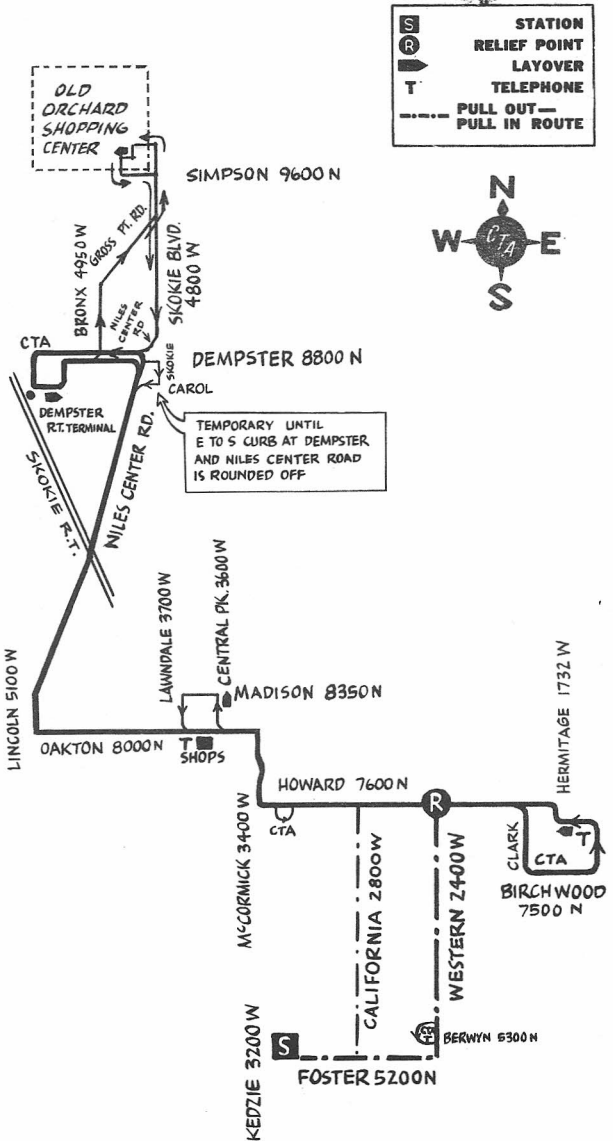 S STATION
R RELIEF POINT
LAYOVER
T TELEPHONE
PULL OUT—
PULL IN ROUTE
OLD
ORCHARD
SHOPPING
CENTER
SIMPSON 9600 N
N
W CTA E
S
BRONX 4950 W
GROSS PT. RD.
SKOKIE BLVD.
4800 W
NILES
CENTER
RD
CTA
DEMPSTER 8800 N
SKOKIE
CAROL
DEMPSTER
R.T. TERMINAL
TEMPORARY UNTIL
E TO S CURB AT DEMPSTER
AND NILES CENTER ROAD
IS ROUNDED OFF
SKOKIE R.T.
NILES CENTER RD.
LINCOLN 5100 W
LAWNDALE 3700 W
CENTRAL PK. 3600 W
MADISON 8350 N
OAKTON 8000 N
T
SHOPS
HERMITAGE 1732 W
HOWARD 7600 N
R
CTA
McCORMICK 3400 W
CALIFORNIA 2800 W
WESTERN 2400 W
CLARK
T
CTA
BIRCHWOOD
7500 N
KEDZIE 3200 W
S
BERWYN 5300 N
FOSTER 5200 N